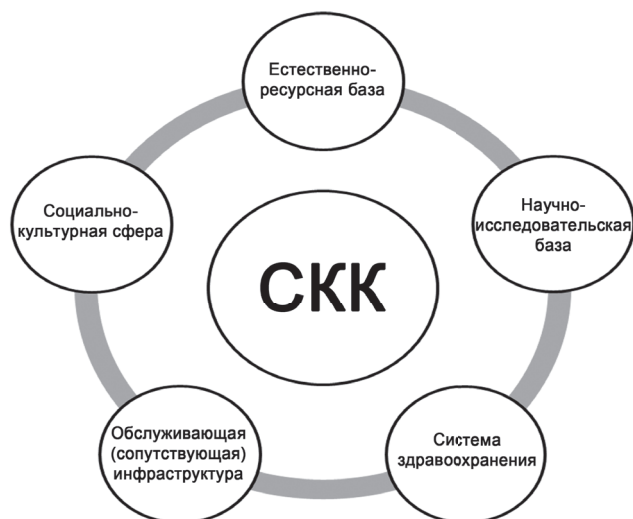 Естественно-
ресурсная база
Научно-
исследовательская
база
Система
здравоохранения
Обслуживающая
(сопутствующая)
инфраструктура
Социально-
культурная сфера
СКК